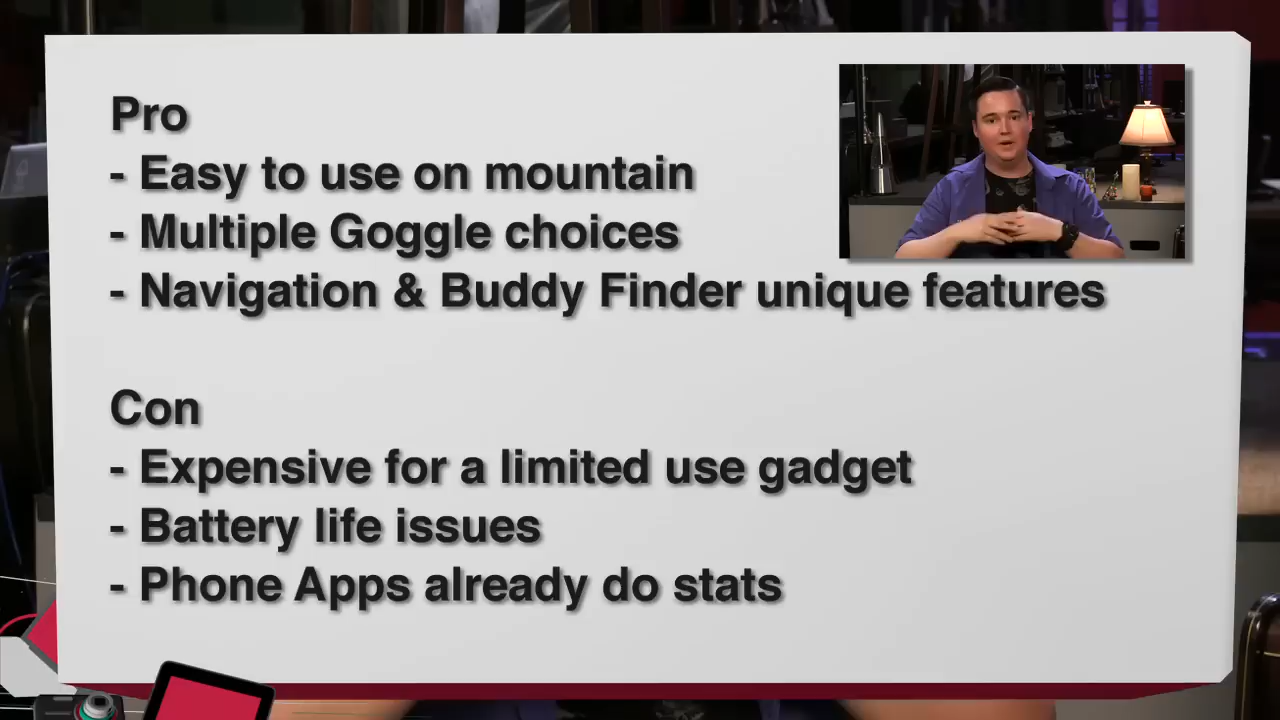 Pro
- Easy to use on mountain
- Multiple Goggle choices
- Navigation & Buddy Finder unique features
Con
- Expensive for a limited use gadget
- Battery life issues
- Phone Apps already do stats